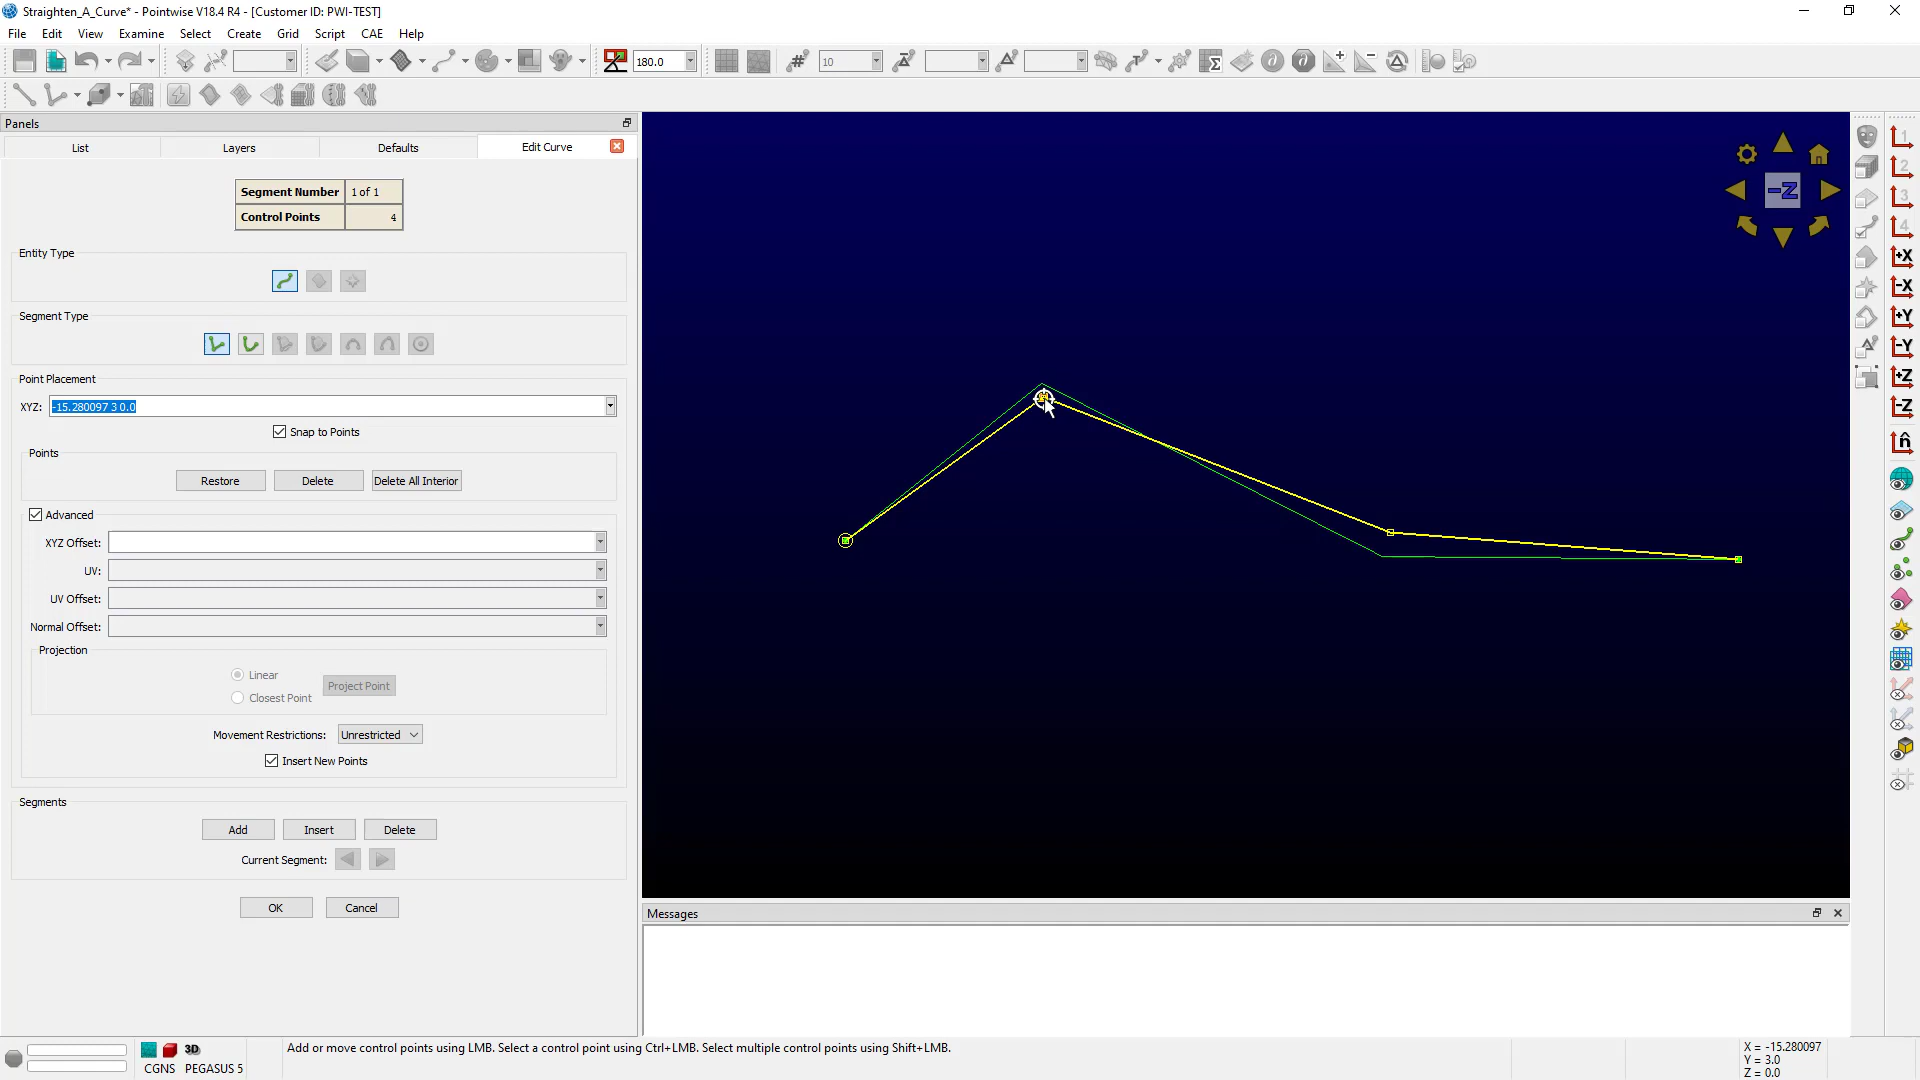 Straighten_A_Curve* - Pointwise V18.4 R4 - [Customer ID: PWI-TEST]
File Edit View Examine Select Create Grid Script CAE Help
180.0 10
Panels
List Layers Defaults Edit Curve
Segment Number 1 of 1
Control Points 4
Entity Type
Segment Type
Point Placement
XYZ: -15.280097 3 0.0
Snap to Points
Points
Restore Delete Delete All Interior
Advanced
XYZ Offset:
UV:
UV Offset:
Normal Offset:
Projection
Linear
Closest Point
Project Point
Movement Restrictions: Unrestricted
Insert New Points
Segments
Add Insert Delete
Current Segment:
OK Cancel
-Z
1
2
3
4
+X
-X
+Y
-Y
+Z
-Z
n̂
Messages
3D
CGNS PEGASUS 5
Add or move control points using LMB. Select a control point using Ctrl+LMB. Select multiple control points using Shift+LMB.
X = -15.280097
Y = 3.0
Z = 0.0